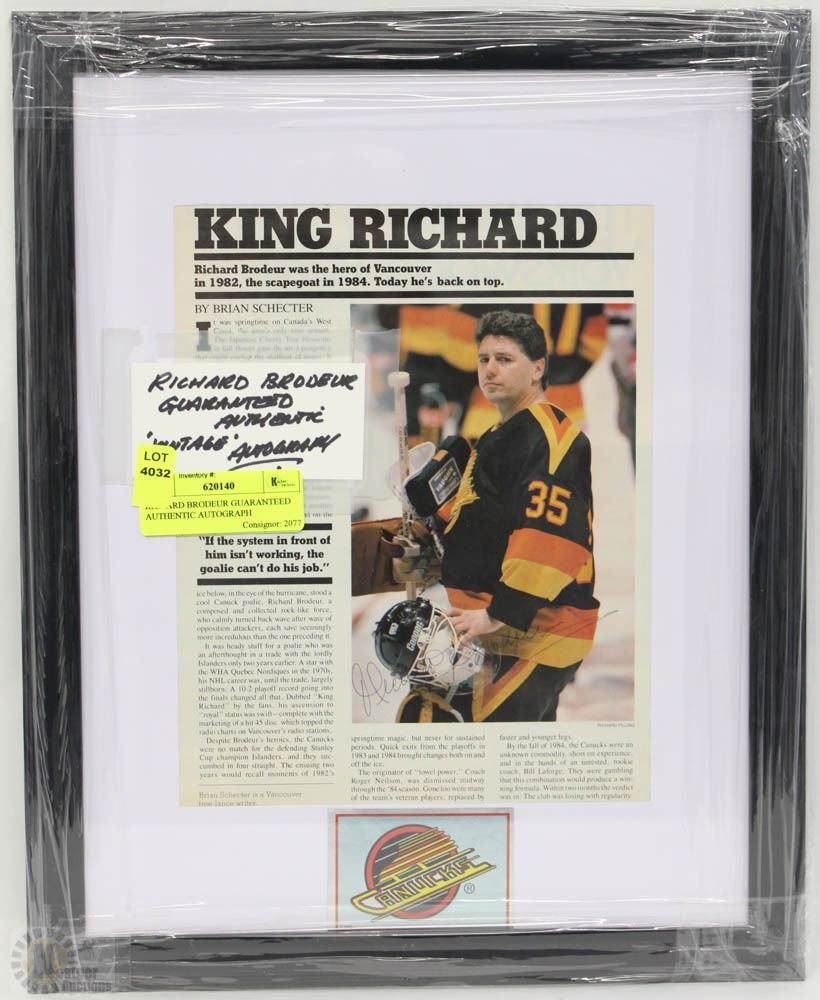 KING RICHARD
Richard Brodeur was the hero of Vancouver
in 1982, the scapegoat in 1984. Today he's back on top.
BY BRIAN SCHECTER
It was springtime on Canada's West
RICHARD BRODEUR
GUARANTEED
AUTHENTIC
"VINTAGE" AUTOGRAPH
LOT
4032
Inventory #:
620140
BRODEUR GUARANTEED
AUTHENTIC AUTOGRAPH
Consignor: 2077
"If the system in front of
him isn't working, the
goalie can't do his job."
ice below, in the eye of the hurricane, stood a
cool Canuck goalie, Richard Brodeur, a
composed and collected rock-like force,
who calmly turned back wave after wave of
opposition attackers, each save seemingly
more incredulous than the one preceding it.
It was heady stuff for a goalie who was
an afterthought in a trade with the lordly
Islanders only two years earlier. A star with
the WHA Quebec Nordiques in the 1970s,
his NHL career was, until the trade, largely
stillborn. A 10-2 playoff record going into
the finals changed all that. Dubbed "King
Richard" by the fans, his ascension to
"royal" status was swift—complete with the
marketing of a hit 45 disc which topped the
radio charts on Vancouver's radio stations.
Despite Brodeur's heroics, the Canucks
were no match for the defending Stanley
Cup champion Islanders, and they suc-
cumbed in four straight. The ensuing two
years would recall moments of 1982's
Brian Schecter is a Vancouver
free-lance writer.
35
RICHARD PILLING
springtime magic, but never for sustained
periods. Quick exits from the playoffs in
1983 and 1984 brought changes both on and
off the ice.
The originator of "towel power," Coach
Roger Neilson, was dismissed midway
through the '84 season. Gone too were many
of the team's veteran players, replaced by
faster and younger legs.
By the fall of 1984, the Canucks were an
unknown commodity, short on experience,
and in the hands of an untested, rookie
coach, Bill Laforge. They were gambling
that this combination would produce a win-
ning formula. Within two months the verdict
was in. The club was losing with regularity.
CANUCKS
®